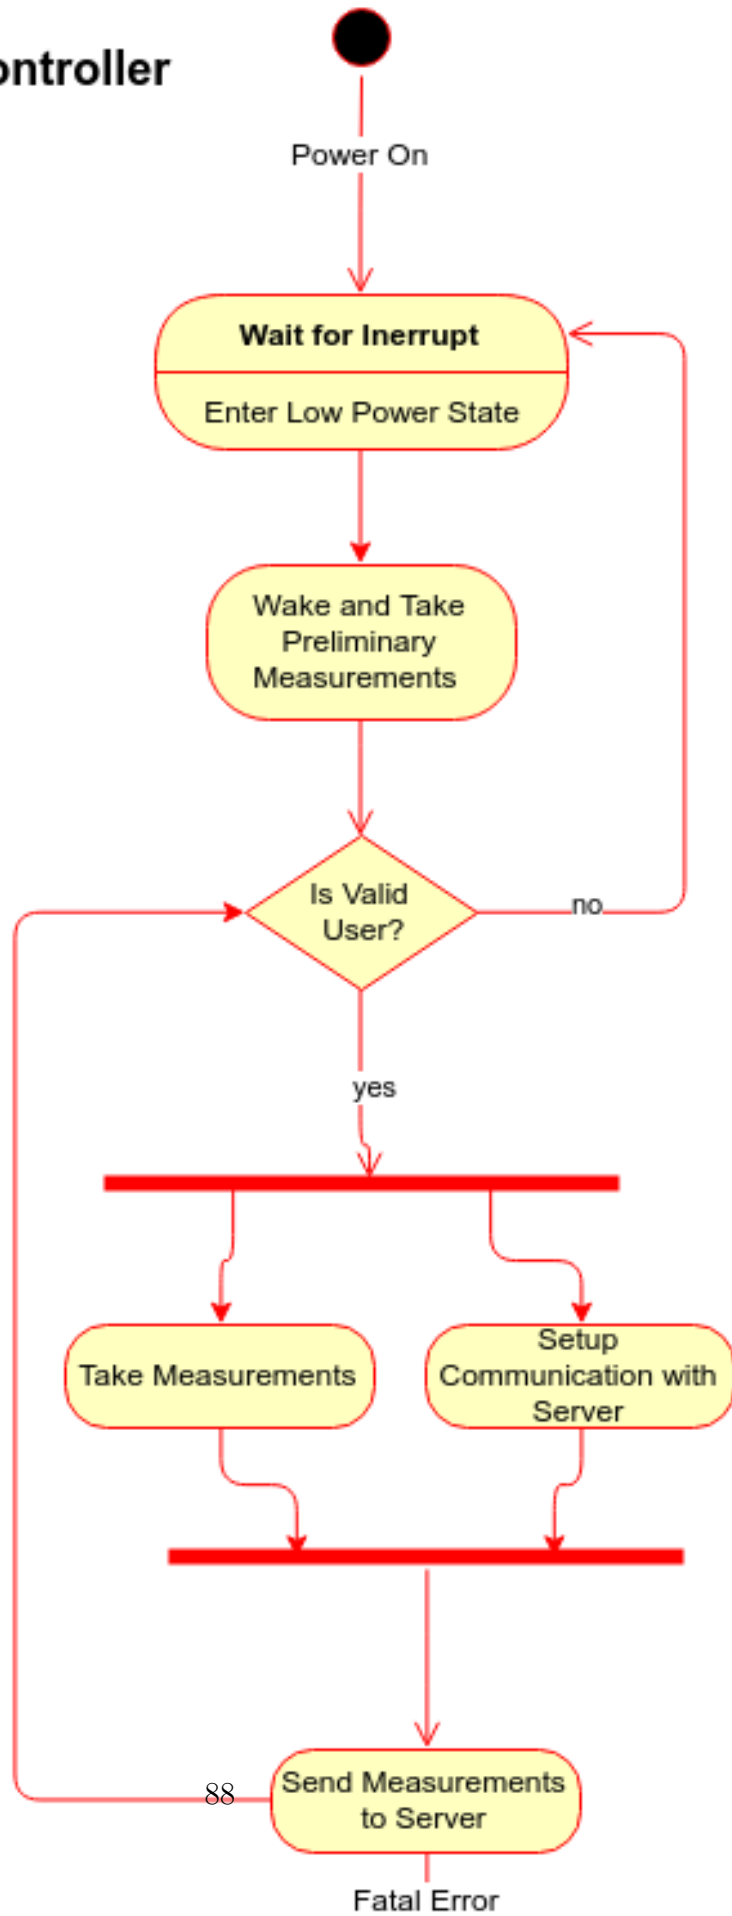 ontroller
Power On
Wait for Inerrupt
Enter Low Power State
Wake and Take
Preliminary
Measurements
Is Valid
User?
no
yes
Take Measurements
Setup
Communication with
Server
Send Measurements
to Server
88
Fatal Error